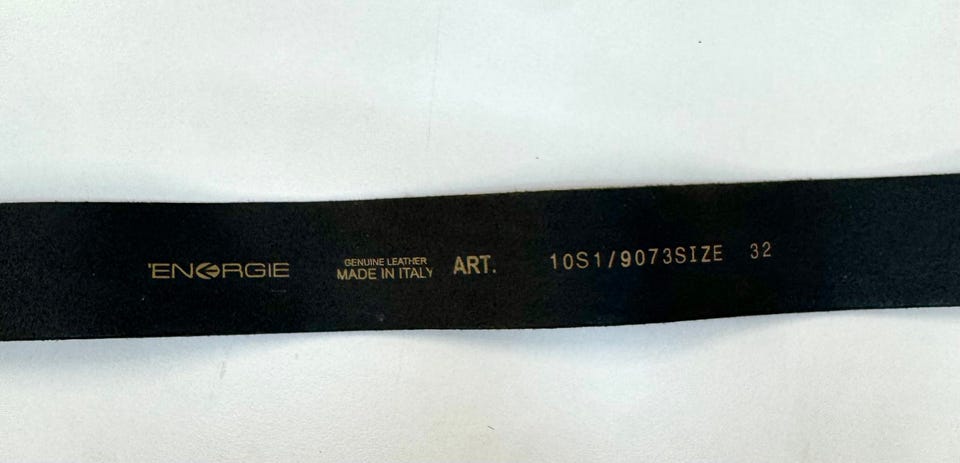 'ENERGIE
GENUINE LEATHER
MADE IN ITALY
ART.
10S1/9073SIZE 32